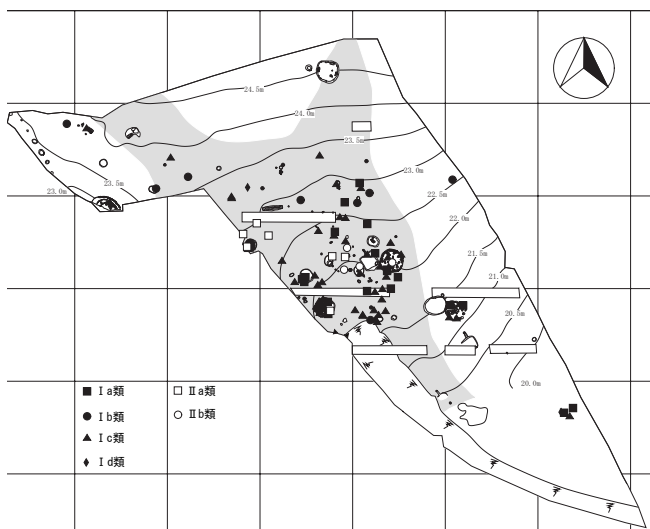 24.5m
24.0m
23.5m
23.0m
22.5m
23.5m
23.0m
22.0m
21.5m
21.0m
20.5m
20.0m
■ Ⅰa類 □ Ⅱa類
● Ⅰb類 ○ Ⅱb類
▲ Ⅰc類
♦ Ⅰd類